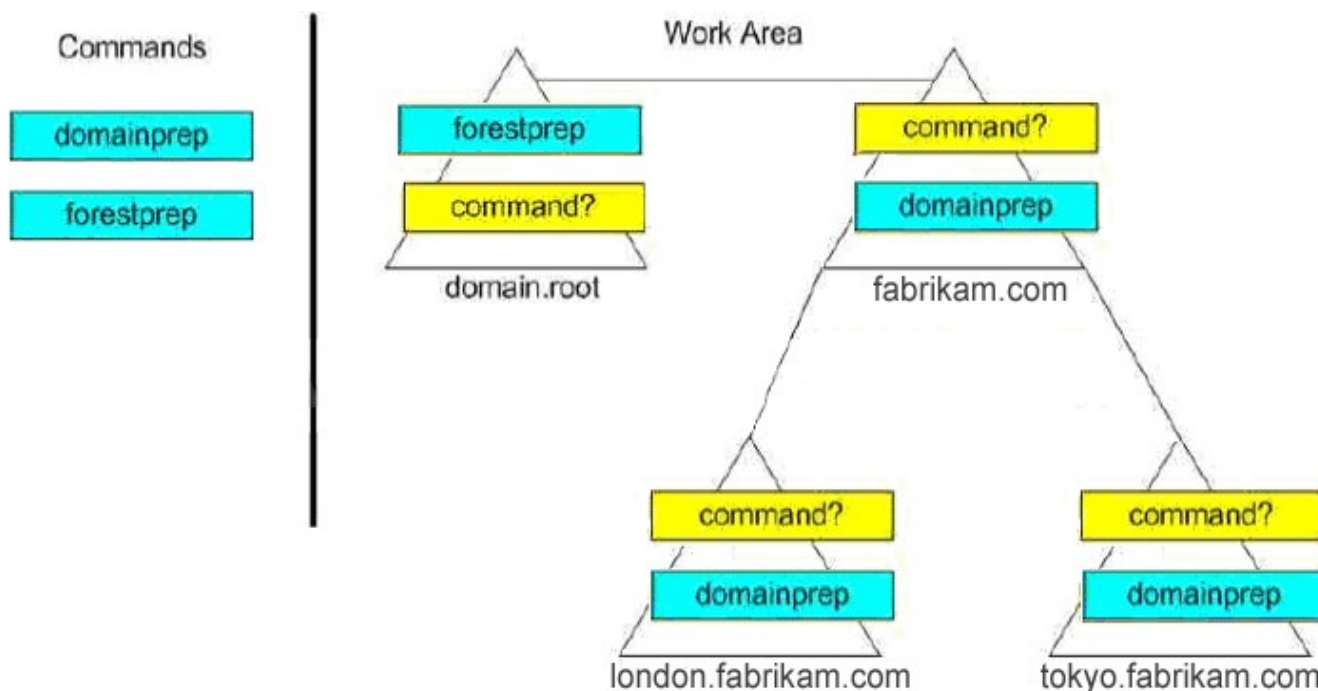 Commands
domainprep
forestprep
Work Area
forestprep
command?
domain.root
command?
domainprep
fabrikam.com
command?
domainprep
london.fabrikam.com
command?
domainprep
tokyo.fabrikam.com